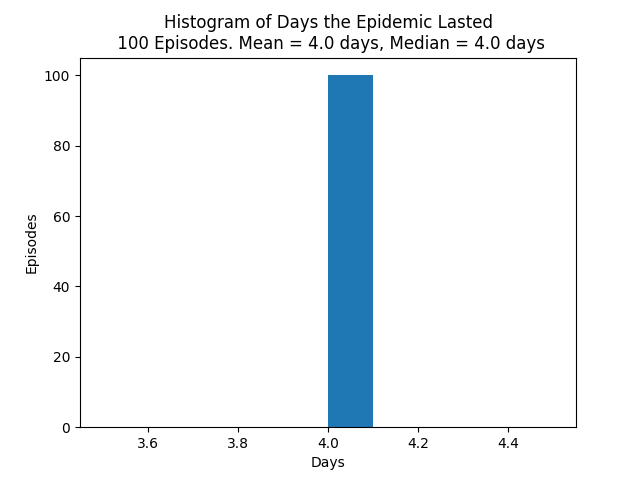 Histogram of Days the Epidemic Lasted
100 Episodes. Mean = 4.0 days, Median = 4.0 days
100
80
60
40
20
0
Episodes
3.6 3.8 4.0 4.2 4.4
Days